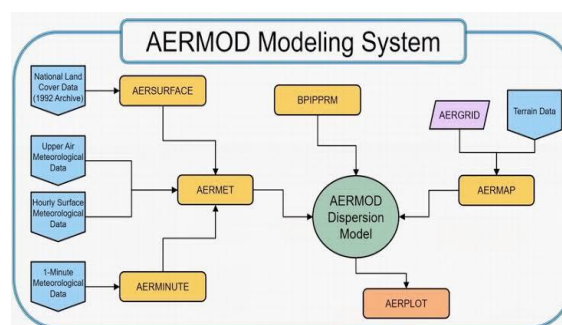 AERMOD Modeling System
National Land
Cover Data
(1992 Archive)
AERSURFACE
BPIPPRM
AERGRID
Terrain Data
Upper Air
Meteorological
Data
AERMET
AERMOD
Dispersion
Model
AERMAP
Hourly Surface
Meteorological
Data
1-Minute
Meteorological
Data
AERMINUTE
AERPLOT